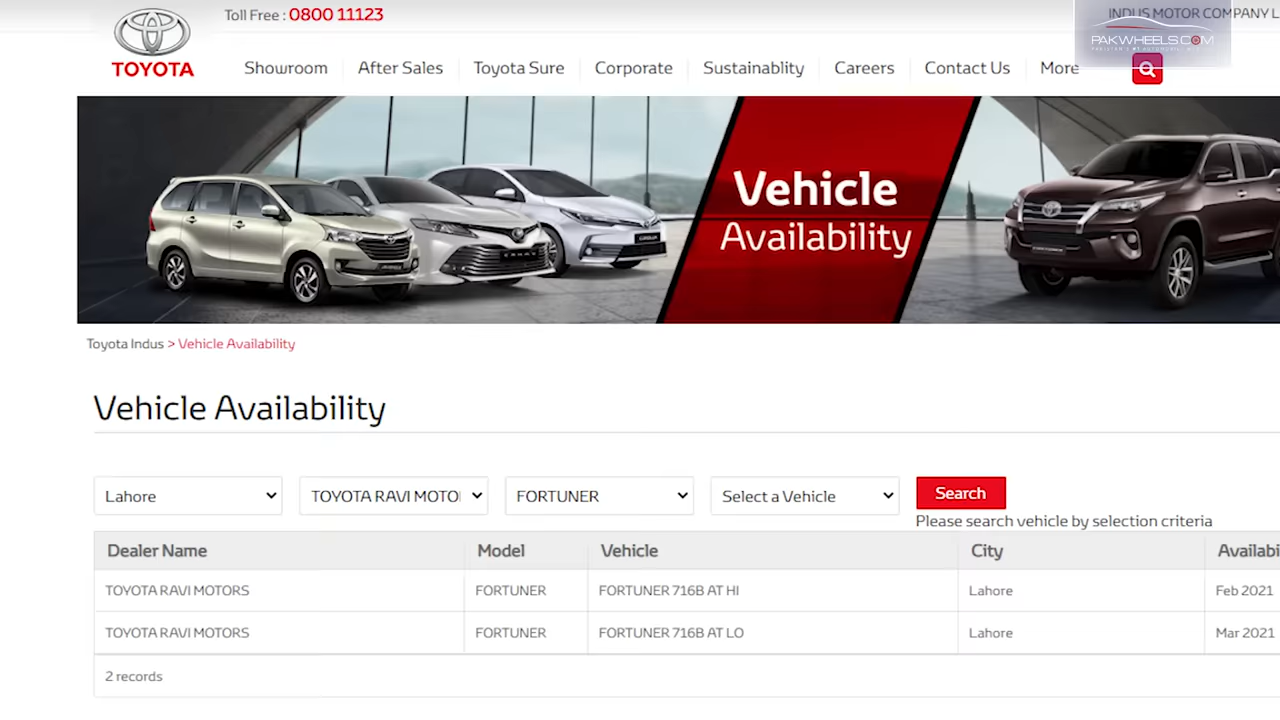 Toll Free : 0800 11123
INDUS MOTOR COMPANY L
PAKWHEELS.COM
TOYOTA
Showroom
After Sales
Toyota Sure
Corporate
Sustainablity
Careers
Contact Us
More
Vehicle
Availability
Toyota Indus > Vehicle Availability
Vehicle Availability
Lahore
TOYOTA RAVI MOTO
FORTUNER
Select a Vehicle
Search
Please search vehicle by selection criteria
Dealer Name Model Vehicle City Availabi
TOYOTA RAVI MOTORS FORTUNER FORTUNER 716B AT HI Lahore Feb 2021
TOYOTA RAVI MOTORS FORTUNER FORTUNER 716B AT LO Lahore Mar 2021
2 records